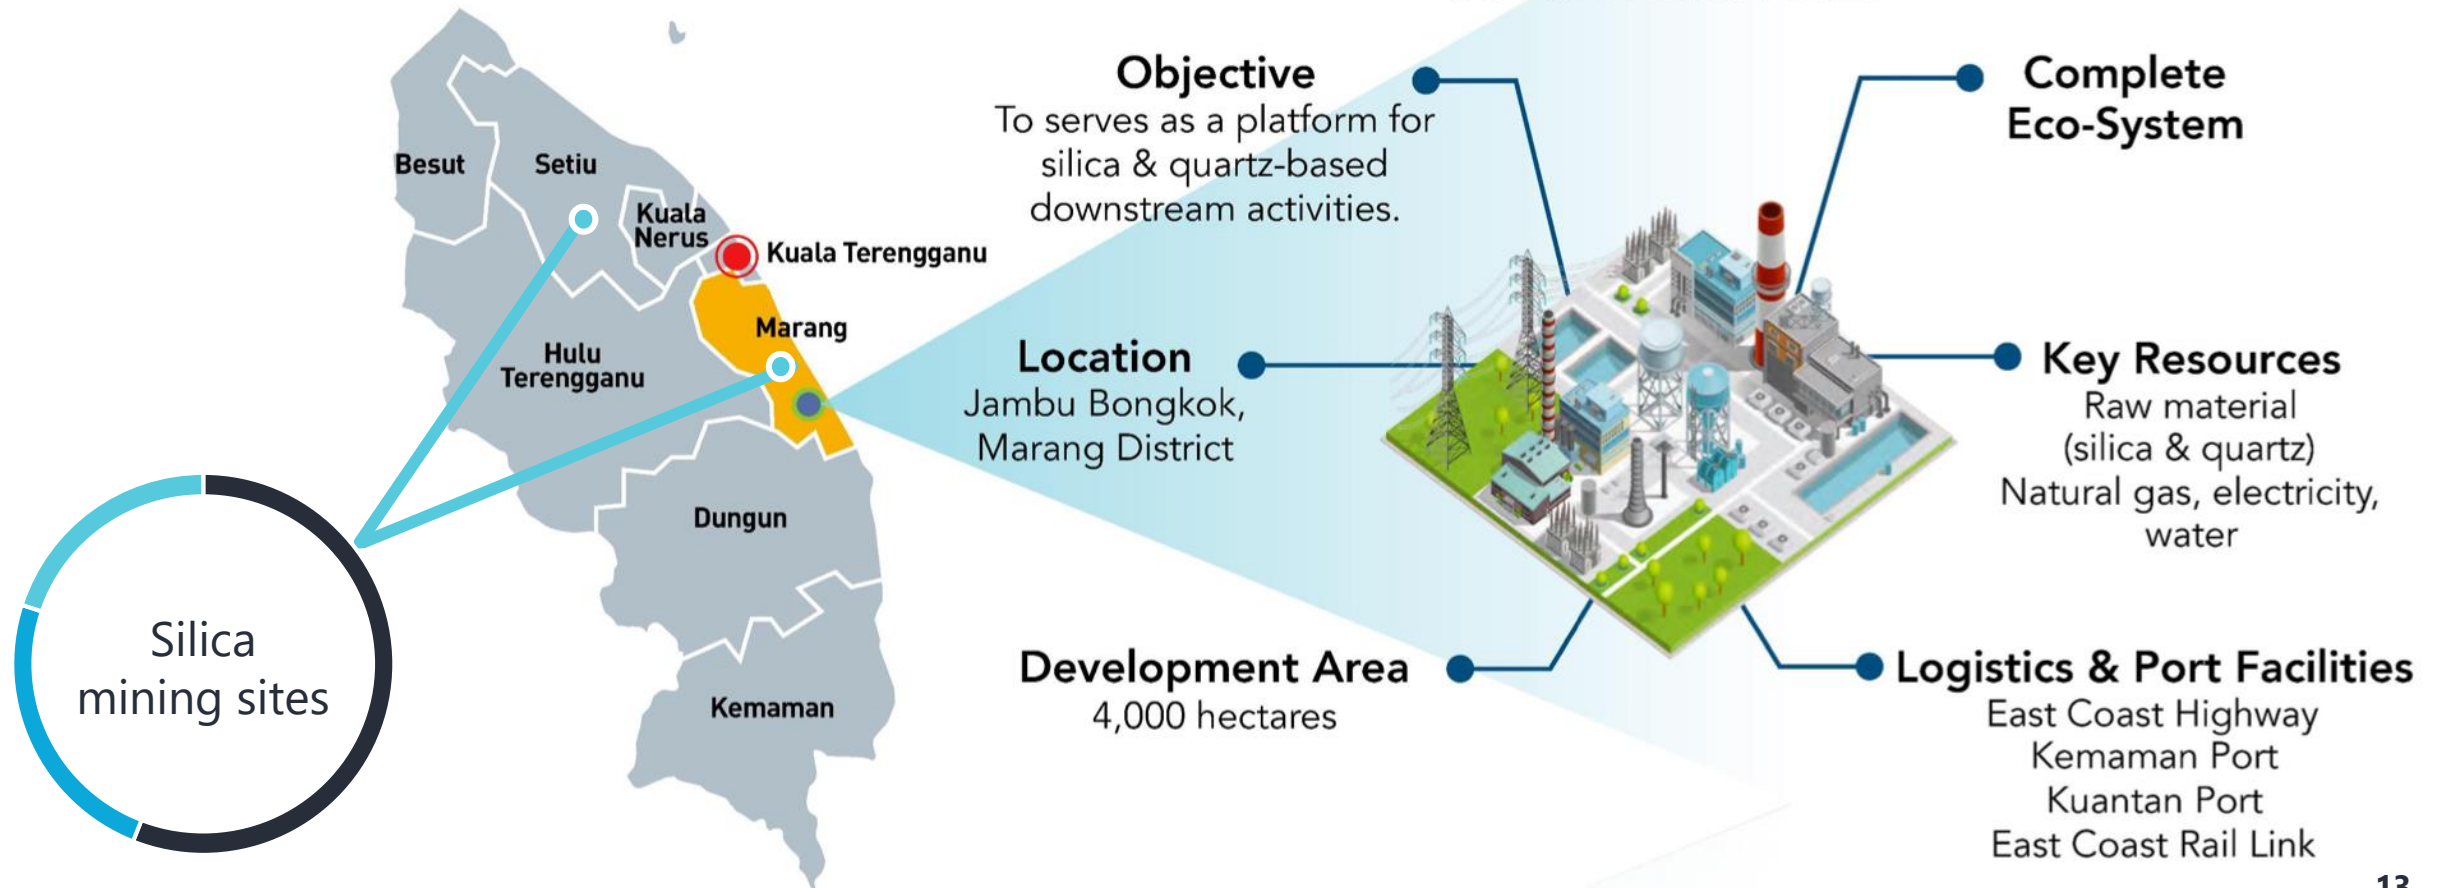 Besut
Setiu
Kuala
Nerus
Kuala Terengganu
Marang
Hulu
Terengganu
Dungun
Kemaman
Silica
mining sites
Objective
To serves as a platform for
silica & quartz-based
downstream activities.
Location
Jambu Bongkok,
Marang District
Development Area
4,000 hectares
Complete
Eco-System
Key Resources
Raw material
(silica & quartz)
Natural gas, electricity,
water
Logistics & Port Facilities
East Coast Highway
Kemaman Port
Kuantan Port
East Coast Rail Link
13